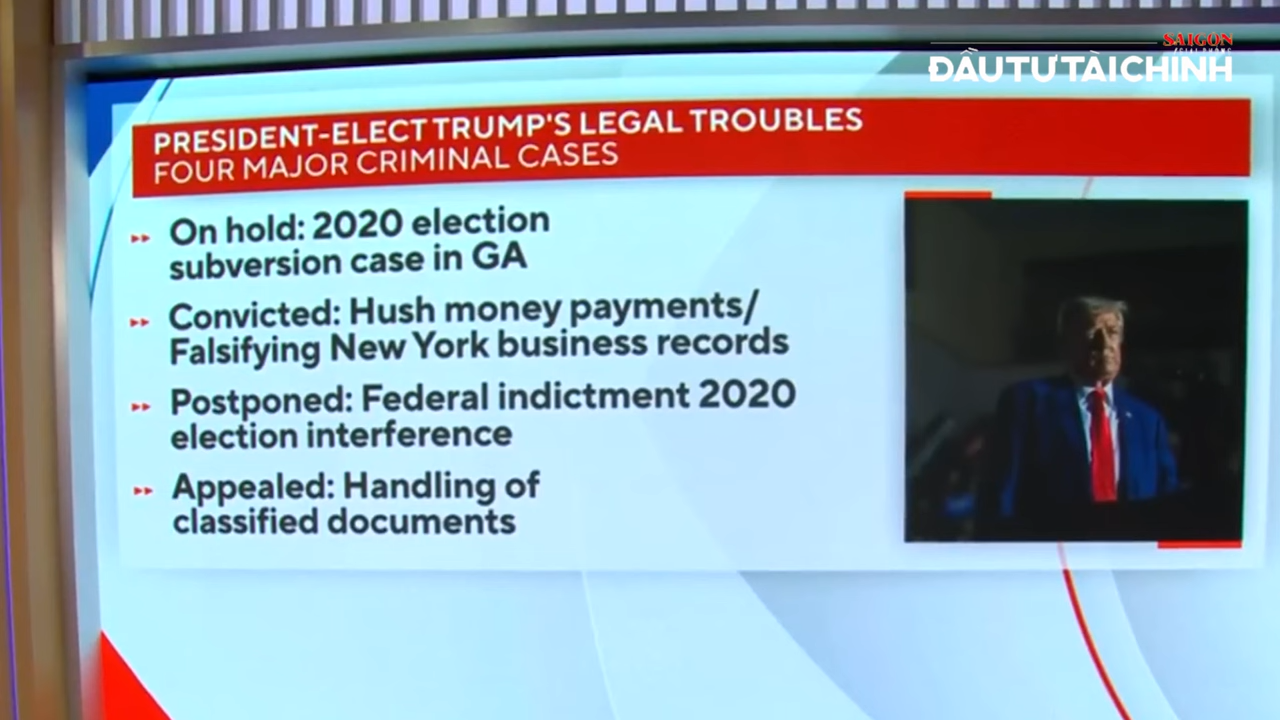 SAIGON
ĐẦU TƯ TÀI CHÍNH
PRESIDENT-ELECT TRUMP'S LEGAL TROUBLES
FOUR MAJOR CRIMINAL CASES
On hold: 2020 election
subversion case in GA
Convicted: Hush money payments/
Falsifying New York business records
Postponed: Federal indictment 2020
election interference
Appealed: Handling of
classified documents